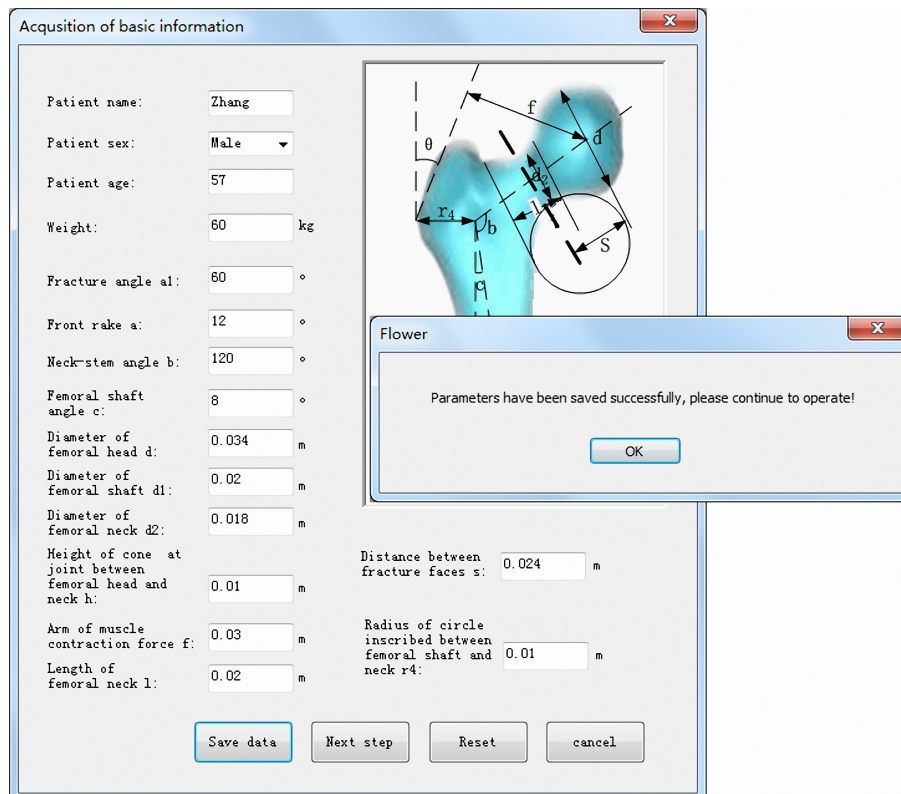 Acqusition of basic information
Patient name: Zhang
Patient sex: Male
Patient age: 57
Weight: 60 kg
Fracture angle a1: 60 °
Front rake a: 12 °
Neck-stem angle b: 120 °
Femoral shaft
angle c: 8 °
Diameter of
femoral head d: 0.034 m
Diameter of
femoral shaft d1: 0.02 m
Diameter of
femoral neck d2: 0.018 m
Height of cone at
joint between
femoral head and
neck h: 0.01 m
Arm of muscle
contraction force f: 0.03 m
Length of
femoral neck l: 0.02 m
f
θ
d
d2
r4
l
b
S
c
Flower
Parameters have been saved successfully, please continue to operate!
OK
Distance between
fracture faces s: 0.024 m
Radius of circle
inscribed between
femoral shaft and
neck r4: 0.01 m
Save data
Next step
Reset
cancel